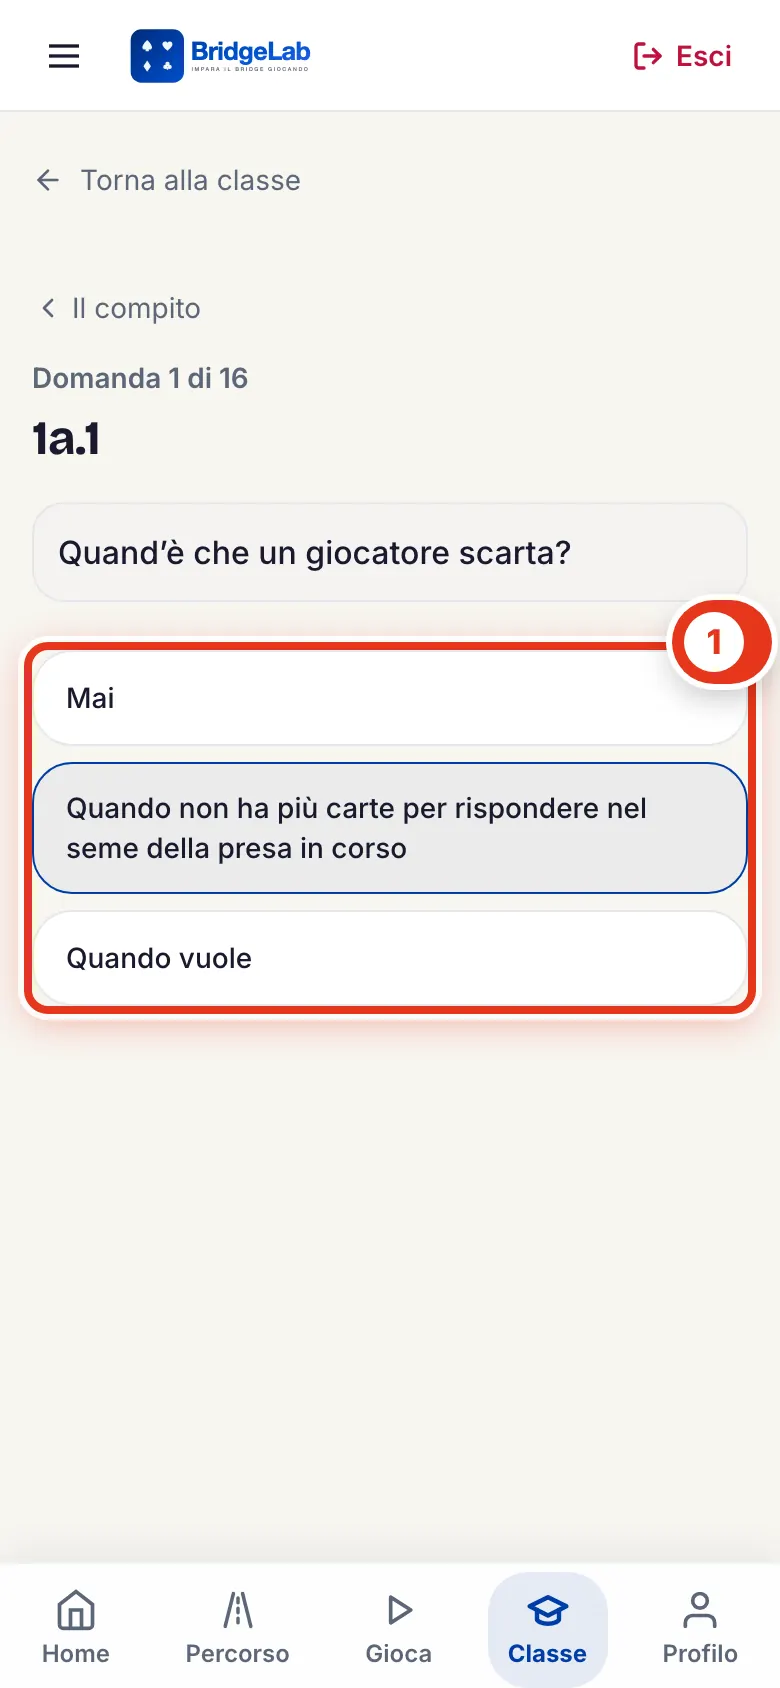 BridgeLab
IMPARA IL BRIDGE GIOCANDO
Esci
Torna alla classe
Il compito
Domanda 1 di 16
1a.1
Quand’è che un giocatore scarta?
1
Mai
Quando non ha più carte per rispondere nel
seme della presa in corso
Quando vuole
Home
Percorso
Gioca
Classe
Profilo